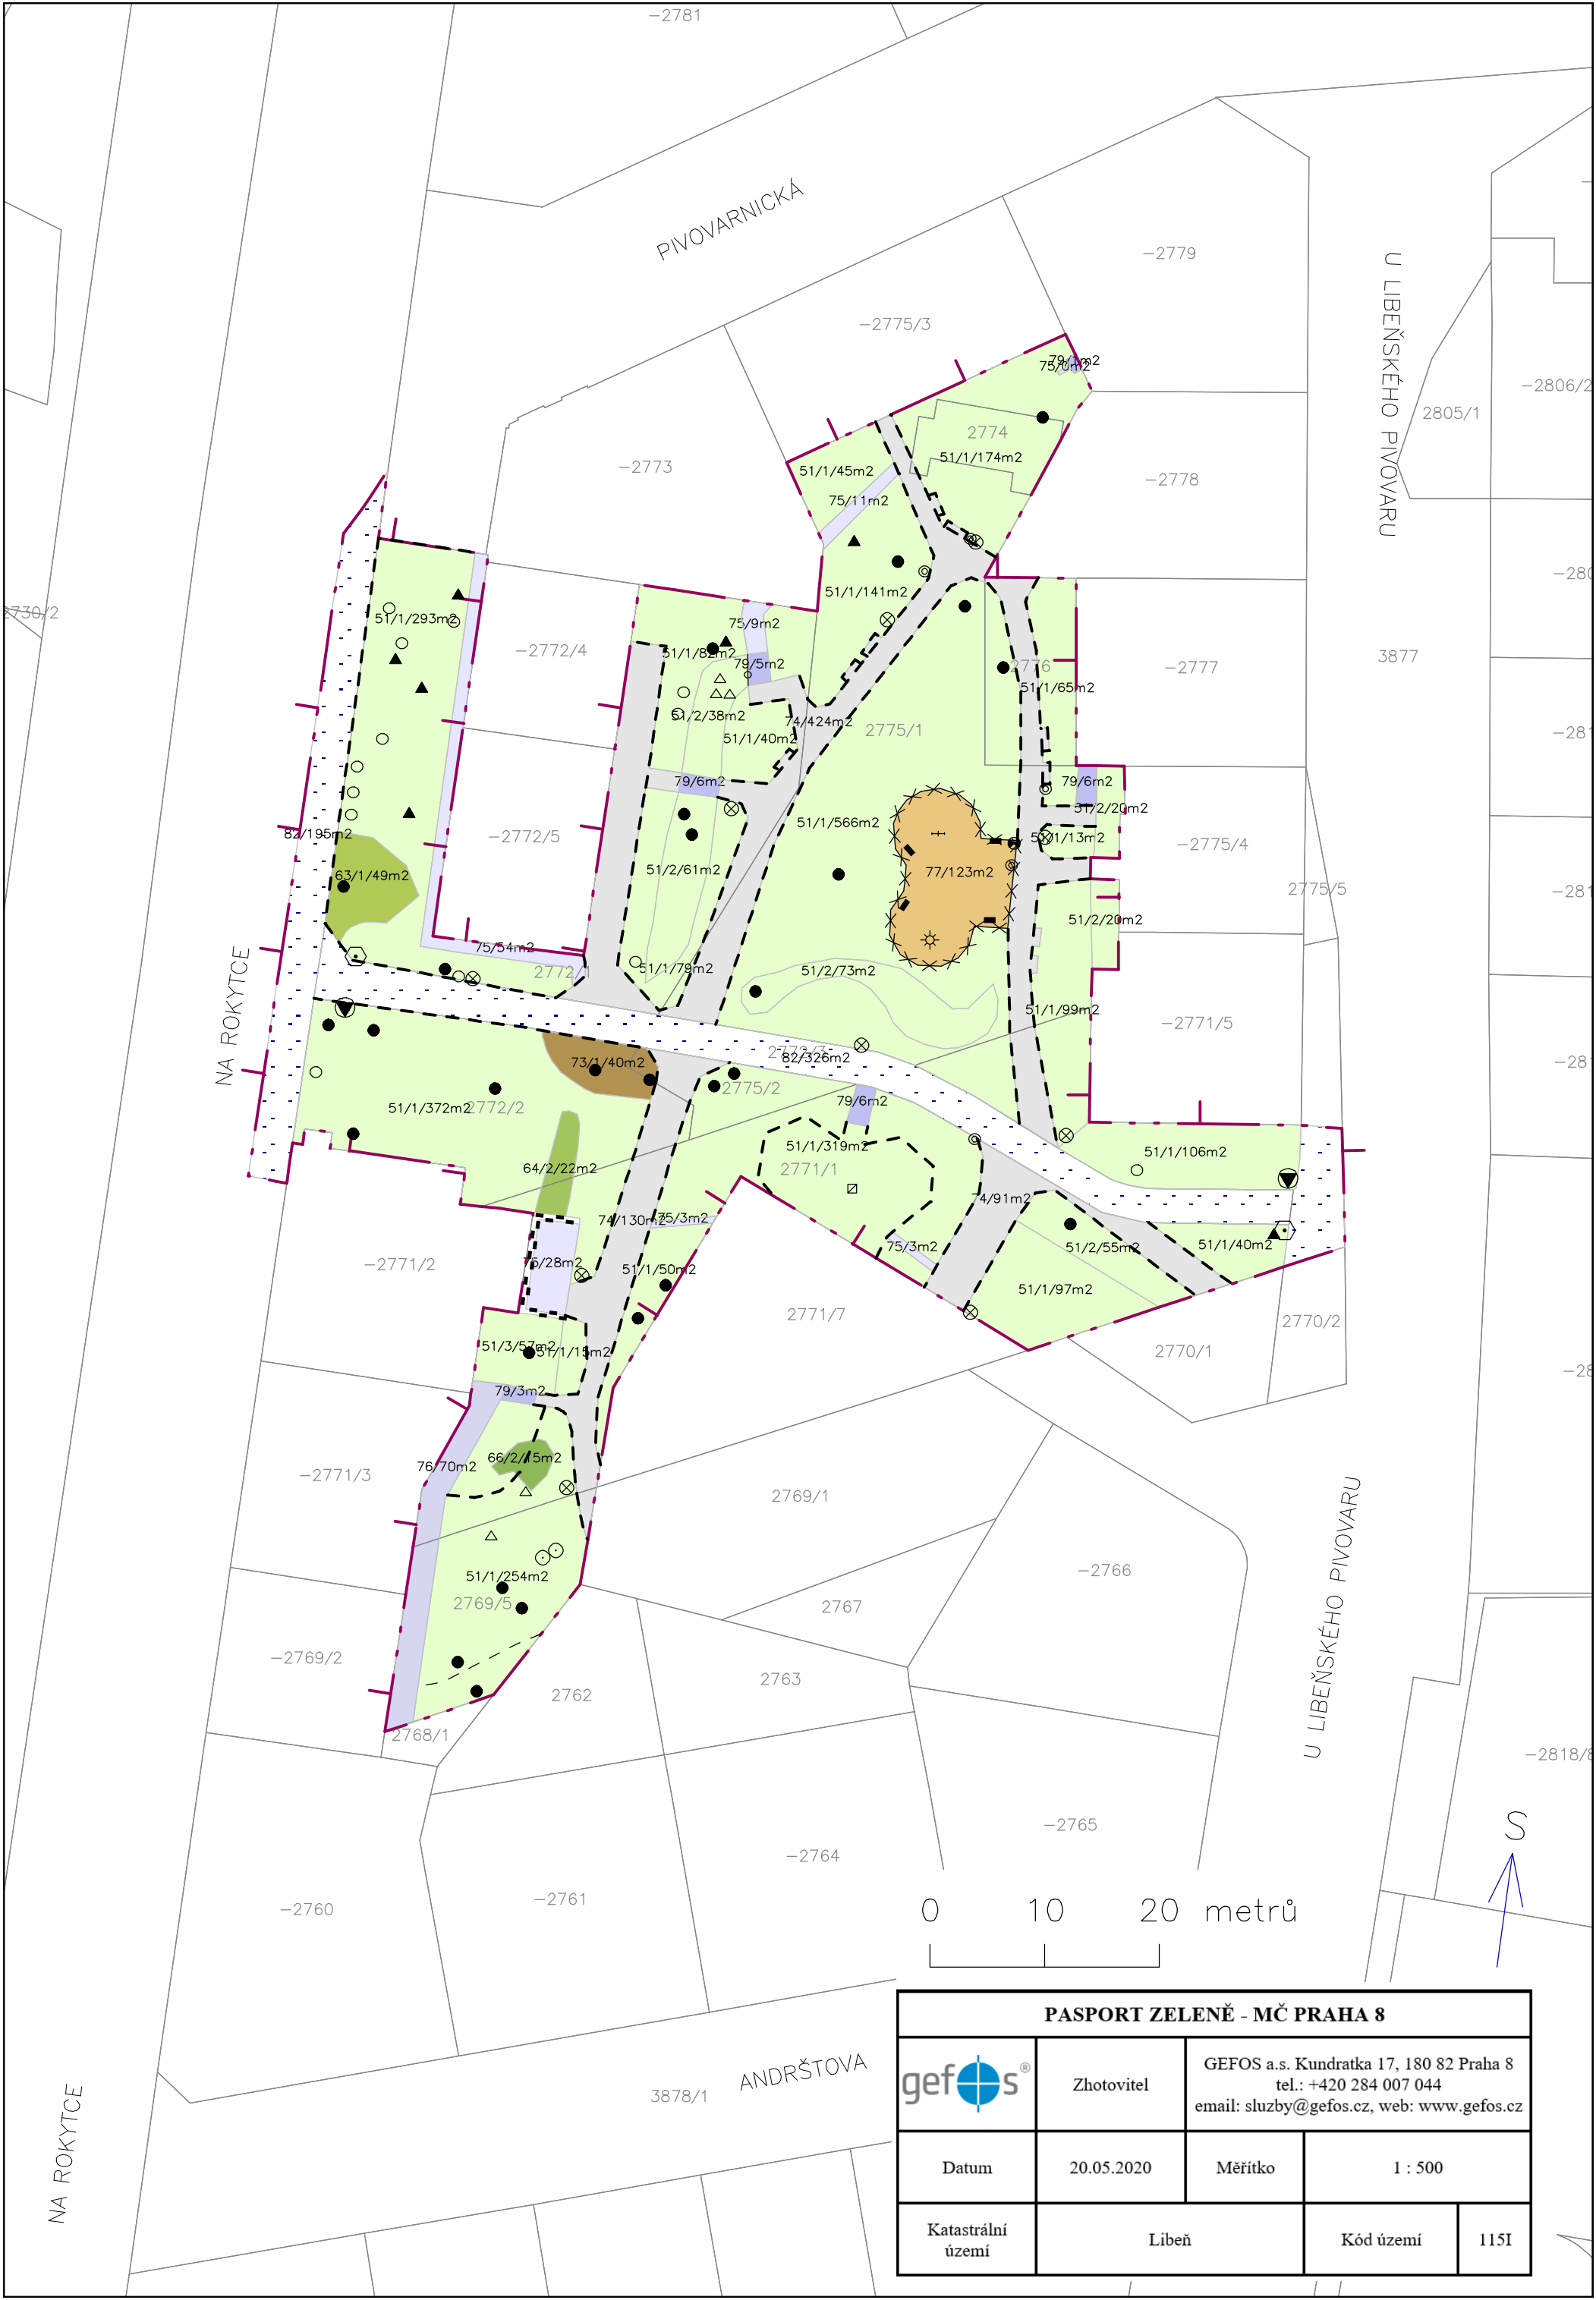 -2781
PIVOVARNICKÁ
-2779
U LIBEŇSKÉHO PIVOVARU
-2775/3
79/1m2
75/0m2
-2806/2
2805/1
2774
51/1/174m2
-2773
51/1/45m2
-2778
75/11m2
51/1/141m2
2730/2
51/1/293m2
75/9m2
-2772/4
51/1/82m2
79/5m2
2776
-2777
3877
51/1/65m2
51/2/38m2
74/424m2
2775/1
51/1/40m2
79/6m2
79/6m2
51/2/20m2
51/1/566m2
82/195m2
-2772/5
51/1/13m2
-2775/4
63/1/49m2
51/2/61m2
77/123m2
2775/5
51/2/20m2
75/54m2
2772/1
51/1/79m2
51/2/73m2
NA ROKYTCE
51/1/99m2
-2771/5
82/326m2
73/1/40m2
2775/2
79/6m2
51/1/372m2
2772/2
51/1/319m2
2771/1
51/1/106m2
64/2/22m2
74/130m2
75/3m2
74/91m2
75/3m2
51/2/55m2
51/1/40m2
-2771/2
75/28m2
51/1/50m2
51/1/97m2
2771/7
2770/2
51/3/57m2
51/1/15m2
2770/1
79/3m2
66/2/15m2
76/70m2
-2771/3
2769/1
U LIBEŇSKÉHO PIVOVARU
51/1/254m2
2769/5
-2766
2767
-2769/2
2763
2762
2768/1
-2818/8
S
-2765
-2764
-2761
-2760
0 10 20 metrů
ANDRŠTOVA
3878/1
NA ROKYTCE
PASPORT ZELENĚ - MČ PRAHA 8
gefos®
Zhotovitel
GEFOS a.s. Kundratka 17, 180 82 Praha 8
tel.: +420 284 007 044
email: sluzby@gefos.cz, web: www.gefos.cz
Datum
20.05.2020
Měřítko
1 : 500
Katastrální
území
Libeň
Kód území
115I